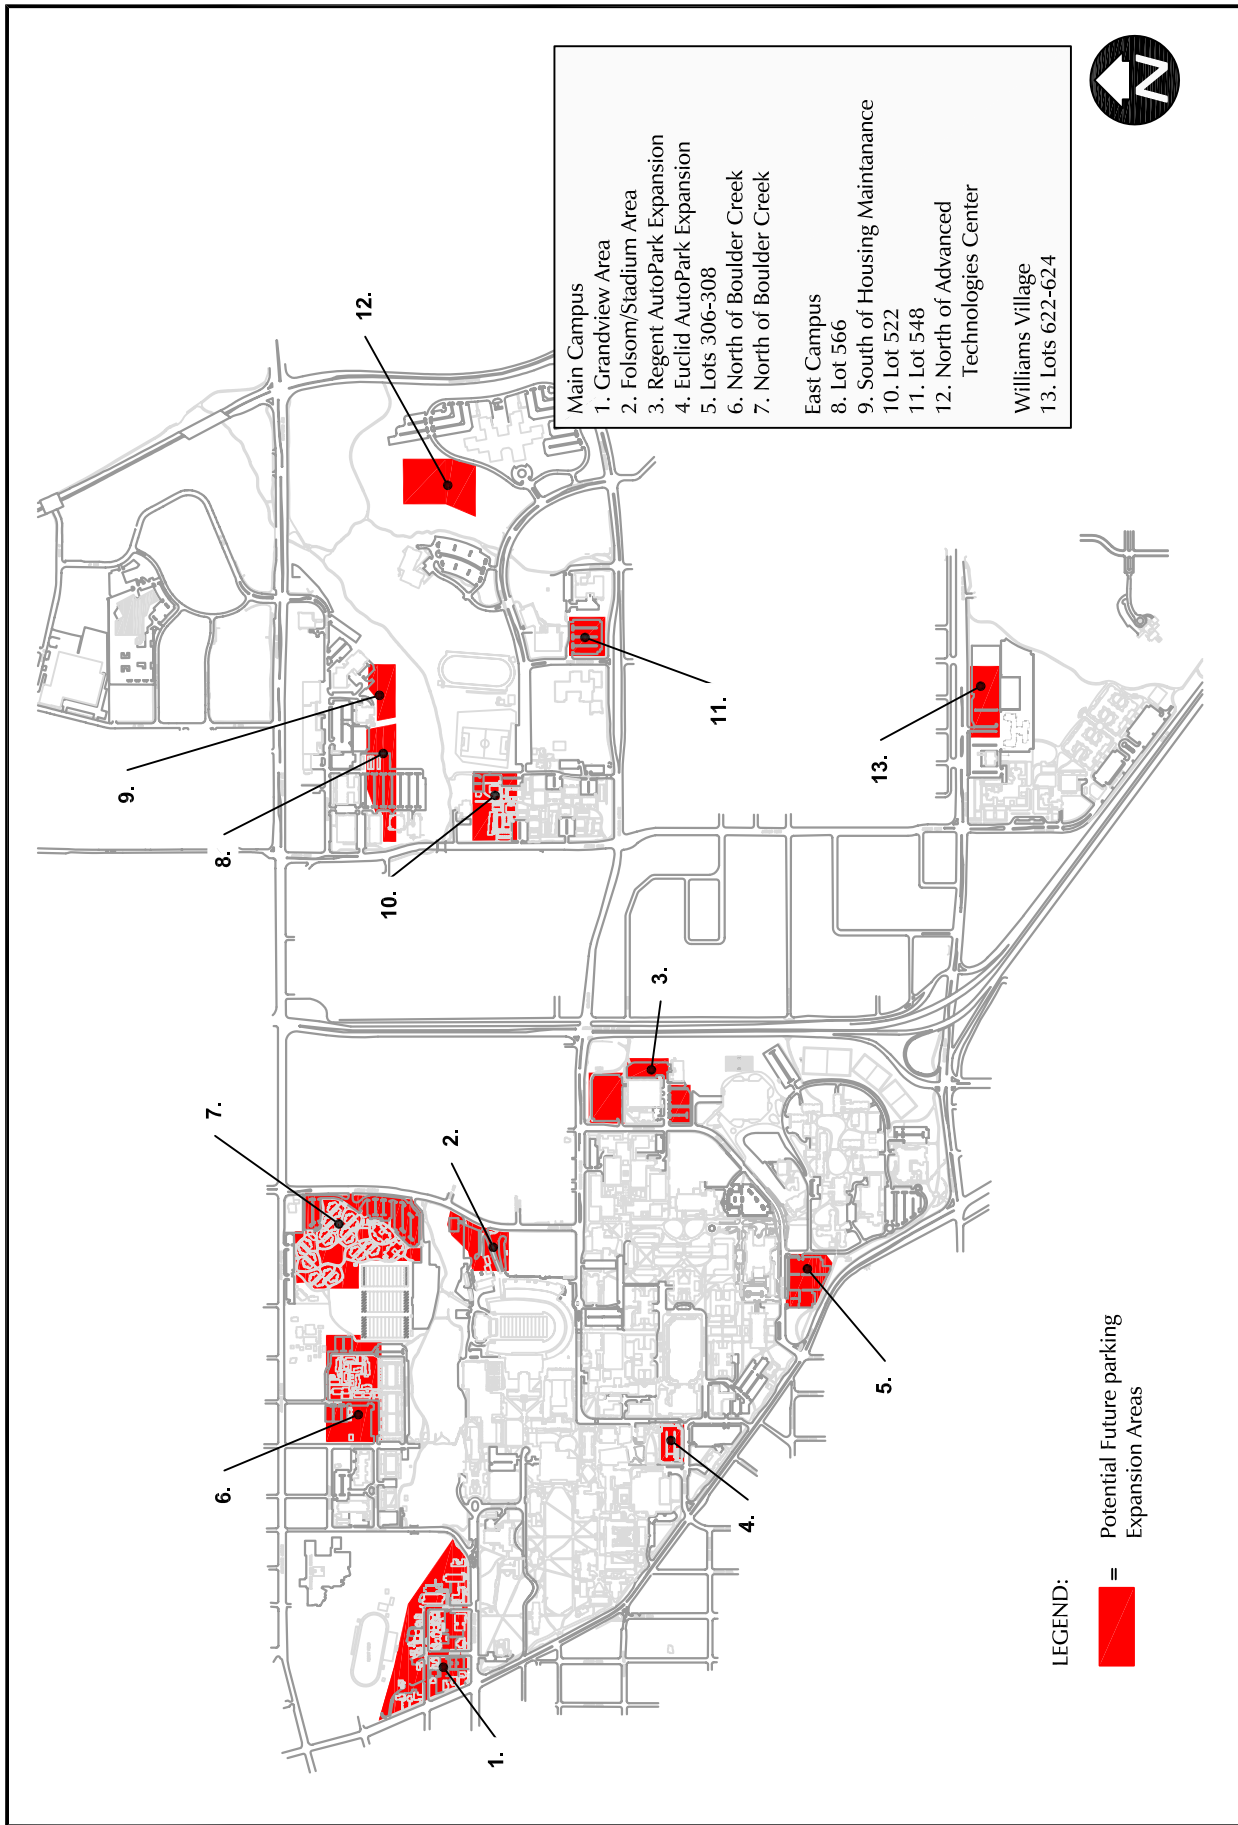 Main Campus
1. Grandview Area
2. Folsom/Stadium Area
3. Regent AutoPark Expansion
4. Euclid AutoPark Expansion
5. Lots 306-308
6. North of Boulder Creek
7. North of Boulder Creek
East Campus
8. Lot 566
9. South of Housing Maintanance
10. Lot 522
11. Lot 548
12. North of Advanced
Technologies Center
Williams Village
13. Lots 622-624
N
1.
2.
3.
4.
5.
6.
7.
8.
9.
10.
11.
12.
13.
LEGEND:
= Potential Future parking
Expansion Areas